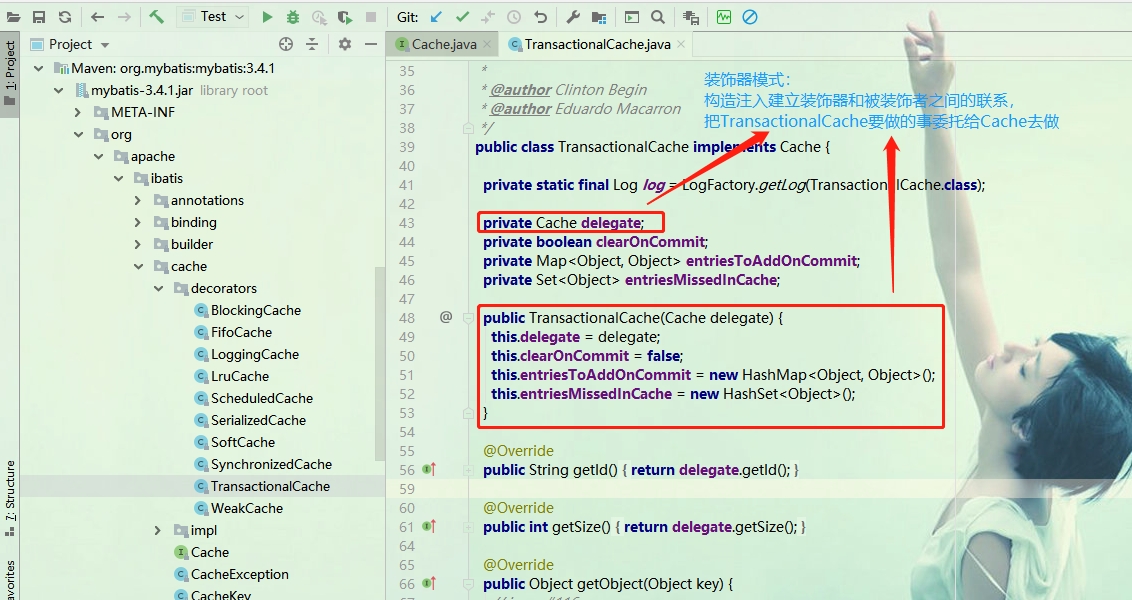 Test
Git:
Project
Cache.java
TransactionalCache.java
1: Project
7: Structure
avorites
Maven: org.mybatis:mybatis:3.4.1
mybatis-3.4.1.jar library root
META-INF
org
apache
ibatis
annotations
binding
builder
cache
decorators
BlockingCache
FifoCache
LoggingCache
LruCache
ScheduledCache
SerializedCache
SoftCache
SynchronizedCache
TransactionalCache
WeakCache
impl
Cache
CacheException
CacheKey
装饰器模式：
构造注入建立装饰器和被装饰者之间的联系，
把TransactionalCache要做的事委托给Cache去做
35 *
36 * @author Clinton Begin
37 * @author Eduardo Macarron
38 */
39 public class TransactionalCache implements Cache {
40
41 private static final Log log = LogFactory.getLog(TransactionalCache.class);
42
43 private Cache delegate;
44 private boolean clearOnCommit;
45 private Map<Object, Object> entriesToAddOnCommit;
46 private Set<Object> entriesMissedInCache;
47
48 @ public TransactionalCache(Cache delegate) {
49 this.delegate = delegate;
50 this.clearOnCommit = false;
51 this.entriesToAddOnCommit = new HashMap<Object, Object>();
52 this.entriesMissedInCache = new HashSet<Object>();
53 }
54
55 @Override
56 public String getId() { return delegate.getId(); }
59
60 @Override
61 public int getSize() { return delegate.getSize(); }
64
65 @Override
66 public Object getObject(Object key) {